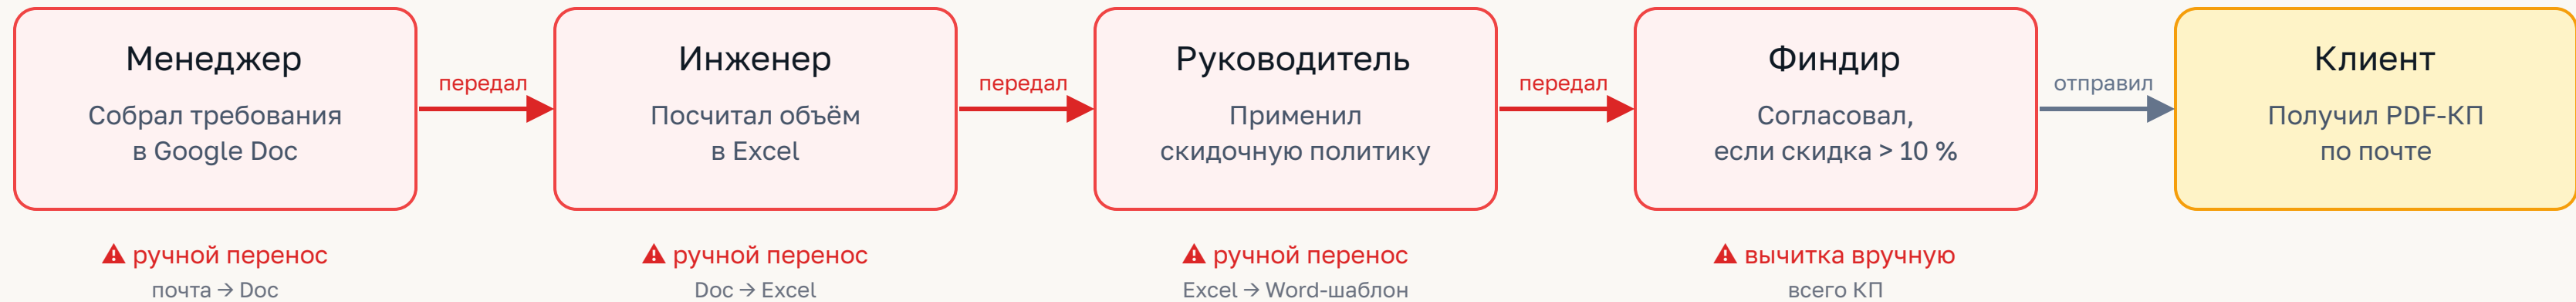 Менеджер
Собрал требования
в Google Doc
передал
Инженер
Посчитал объём
в Excel
передал
Руководитель
Применил
скидочную политику
передал
Финдир
Согласовал,
если скидка > 10 %
отправил
Клиент
Получил PDF-КП
по почте
⚠ ручной перенос
почта → Doc
⚠ ручной перенос
Doc → Excel
⚠ ручной перенос
Excel → Word-шаблон
⚠ вычитка вручную
всего КП